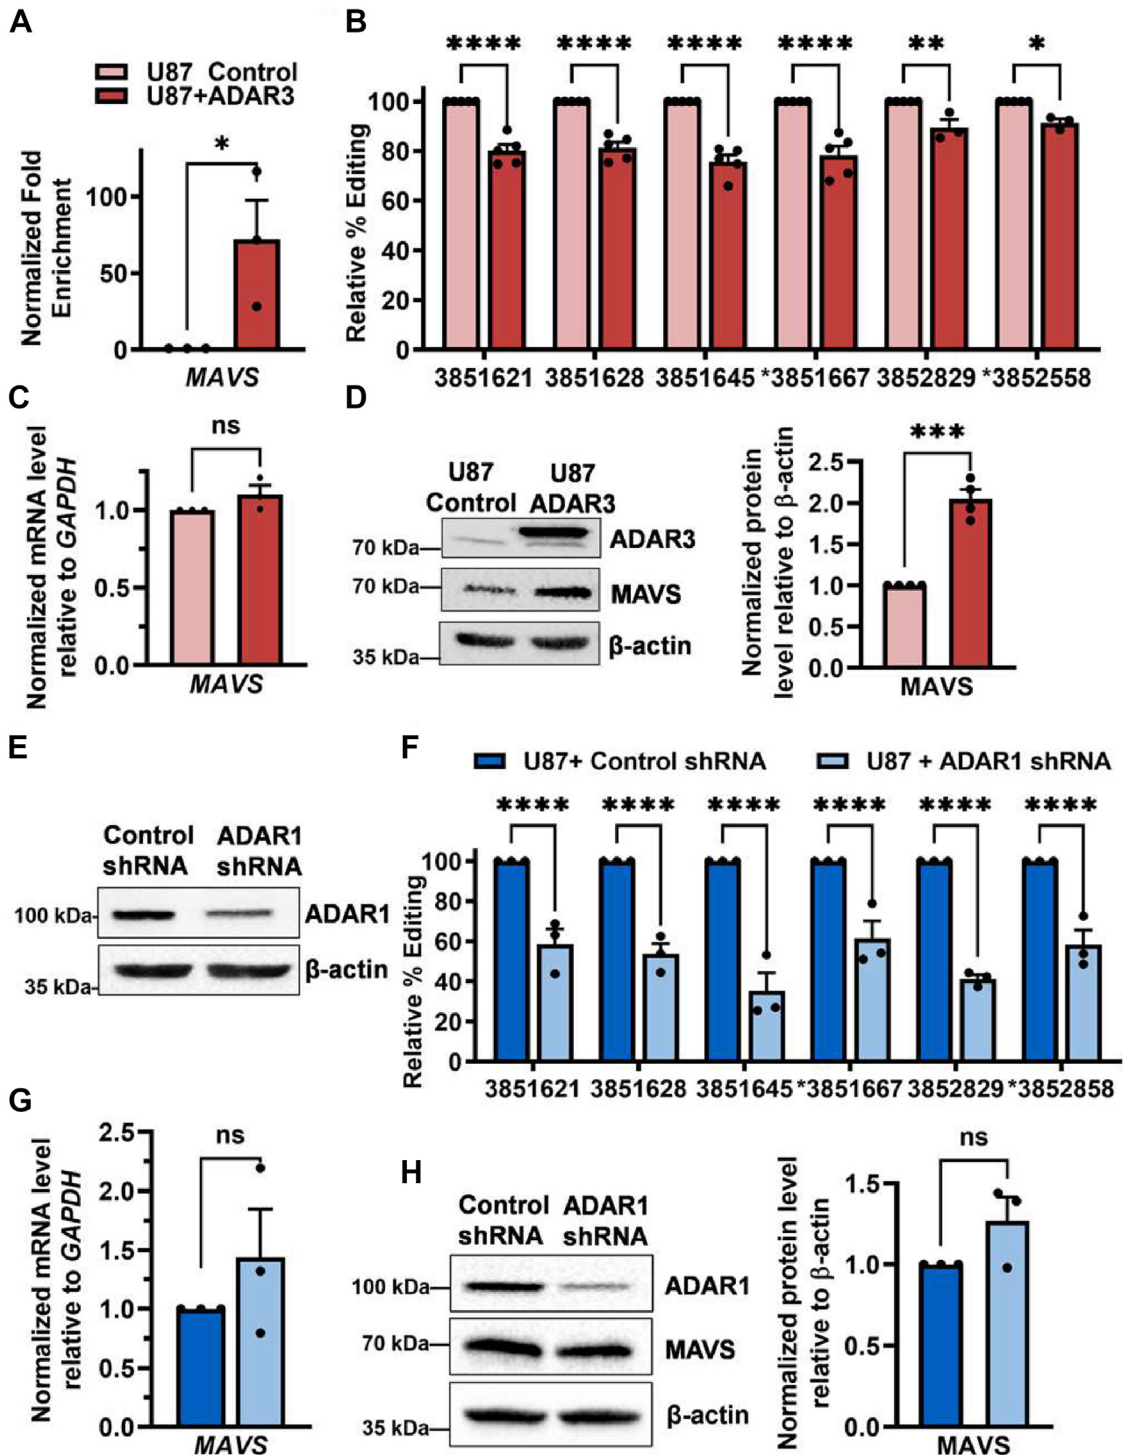 A
U87 Control
U87+ADAR3
*
Normalized Fold
Enrichment
100
50
0
MAVS
B
**** **** **** **** ** *
Relative % Editing
100
80
60
40
20
0
3851621 3851628 3851645 *3851667 3852829 *3852558
C
ns
Normalized mRNA level
relative to GAPDH
1.0
0.5
0.0
MAVS
D
U87
Control
U87
ADAR3
70 kDa
ADAR3
70 kDa
MAVS
35 kDa
β-actin
***
Normalized protein
level relative to β-actin
2.5
2.0
1.5
1.0
0.5
0.0
MAVS
E
Control
shRNA
ADAR1
shRNA
100 kDa
ADAR1
35 kDa
β-actin
F
U87+ Control shRNA
U87 + ADAR1 shRNA
**** **** **** **** **** ****
Relative % Editing
100
80
60
40
20
0
3851621 3851628 3851645 *3851667 3852829 *3852858
G
ns
Normalized mRNA level
relative to GAPDH
2.5
2.0
1.5
1.0
0.5
0.0
MAVS
H
Control
shRNA
ADAR1
shRNA
100 kDa
ADAR1
70 kDa
MAVS
35 kDa
β-actin
ns
Normalized protein level
relative to β-actin
1.5
1.0
0.5
0.0
MAVS